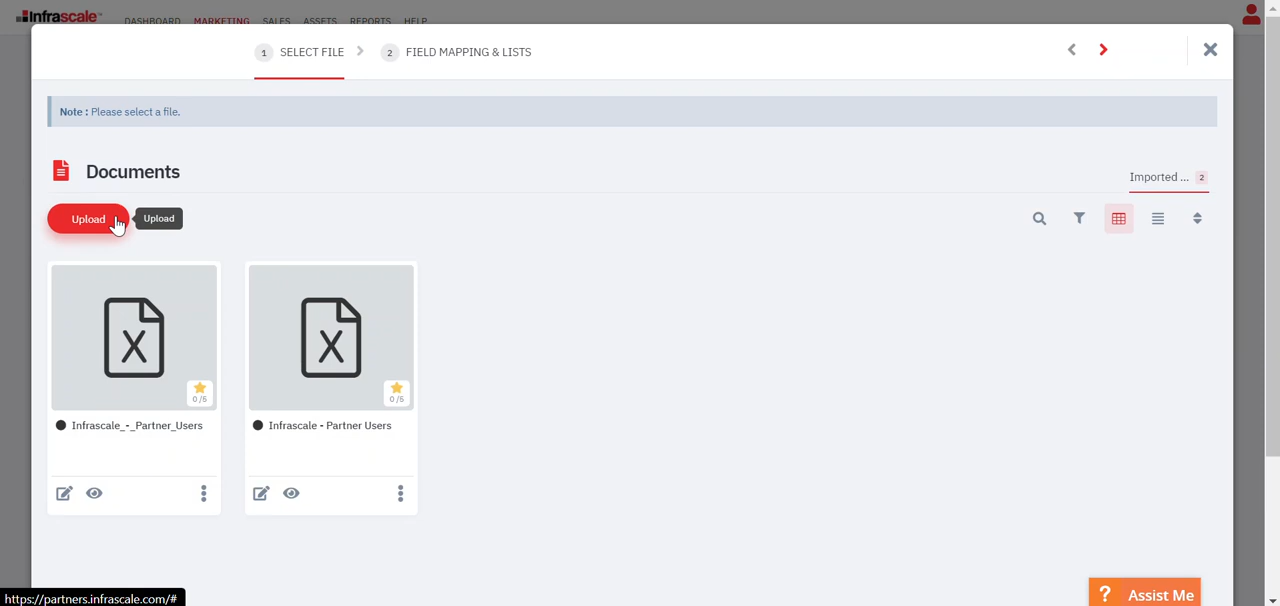 Infrascale
DASHBOARD MARKETING SALES ASSETS REPORTS HELP
1 SELECT FILE 2 FIELD MAPPING & LISTS
Note : Please select a file.
Documents
Imported ... 2
Upload Upload
X X
0/5 0/5
Infrascale_-_Partner_Users Infrascale - Partner Users
? Assist Me
https://partners.infrascale.com/#